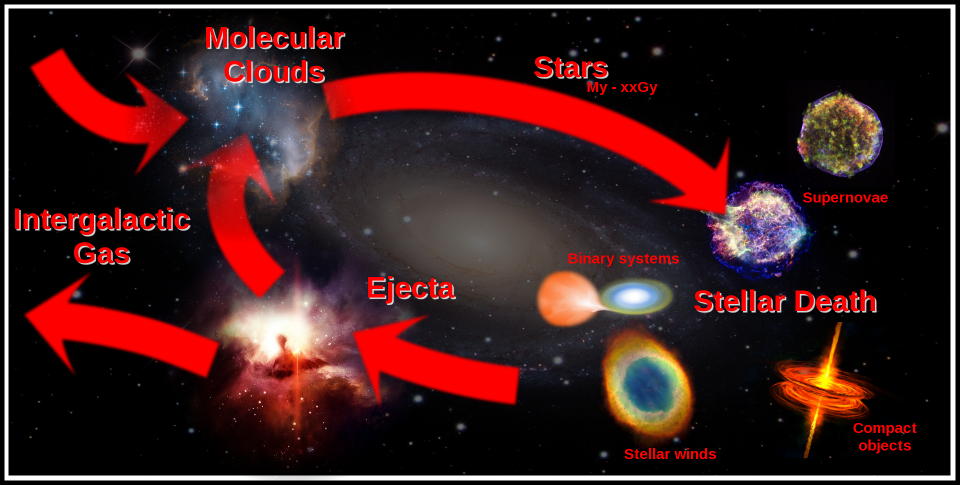 Molecular
Clouds
Stars
My - xxGy
Supernovae
Intergalactic
Gas
Binary systems
Ejecta
Stellar Death
Compact
objects
Stellar winds